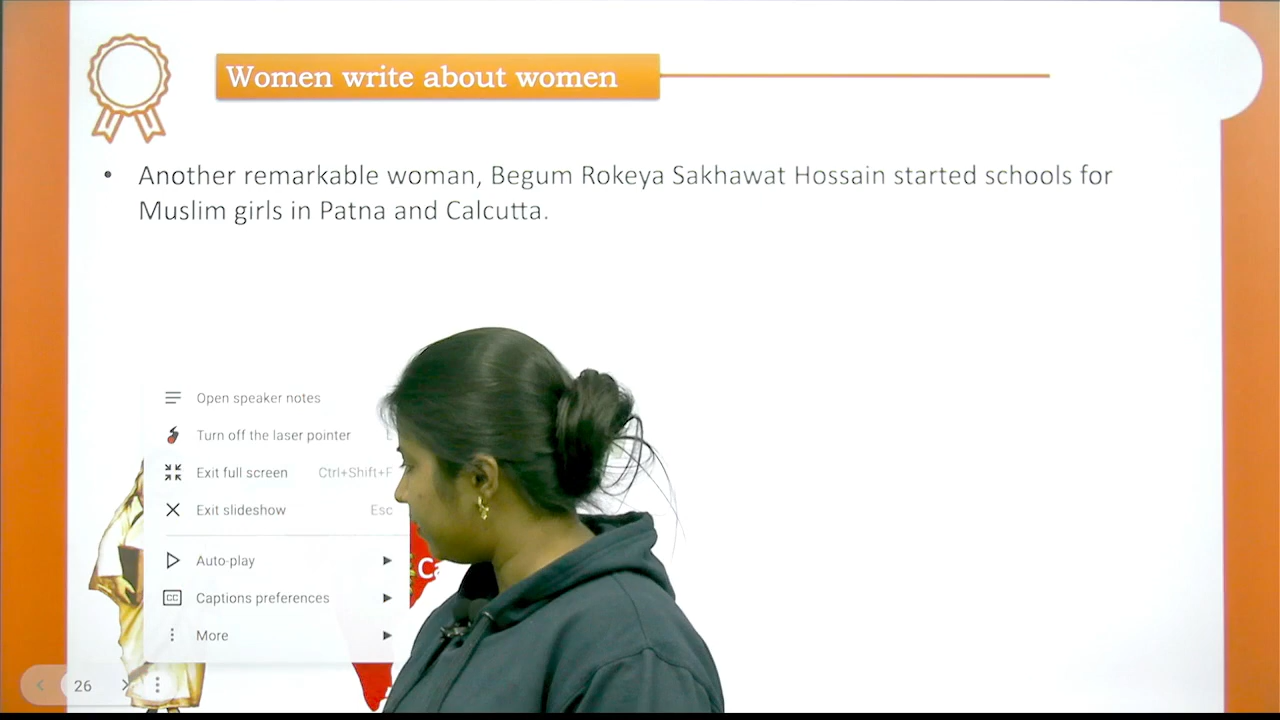 Women write about women
• Another remarkable woman, Begum Rokeya Sakhawat Hossain started schools for
Muslim girls in Patna and Calcutta.
Open speaker notes
Turn off the laser pointer
Exit full screen Ctrl+Shift+F
Exit slideshow Esc
Auto-play
Captions preferences
More
26